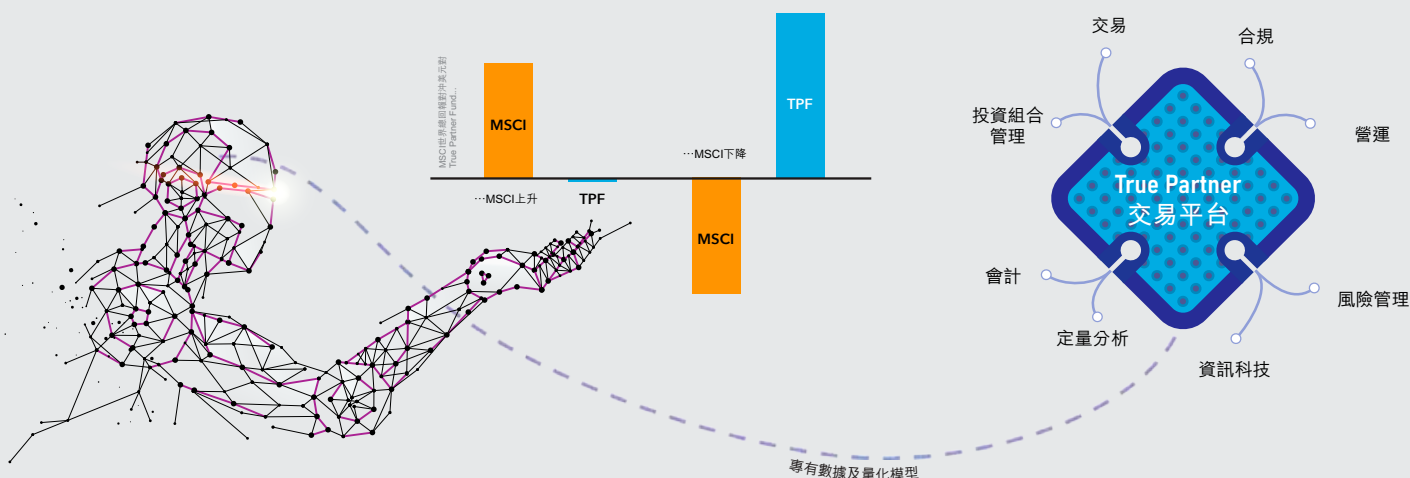 MSCI世界總回報對沖美元對
True Partner Fund...
MSCI
…MSCI上升
TPF
…MSCI下降
MSCI
TPF
交易
合規
投資組合
管理
營運
True Partner
交易平台
會計
風險管理
定量分析
資訊科技
專有數據及量化模型